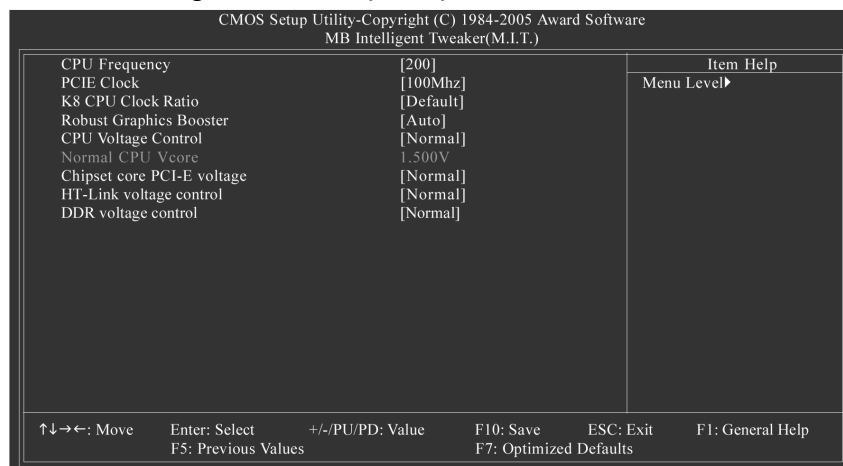 CMOS Setup Utility-Copyright (C) 1984-2005 Award Software
MB Intelligent Tweaker(M.I.T.)
CPU Frequency [200]
PCIE Clock [100Mhz]
K8 CPU Clock Ratio [Default]
Robust Graphics Booster [Auto]
CPU Voltage Control [Normal]
Normal CPU Vcore 1.500V
Chipset core PCI-E voltage [Normal]
HT-Link voltage control [Normal]
DDR voltage control [Normal]
Item Help
Menu Level▶
↑↓→←: Move Enter: Select +/-/PU/PD: Value F10: Save ESC: Exit F1: General Help
F5: Previous Values F7: Optimized Defaults